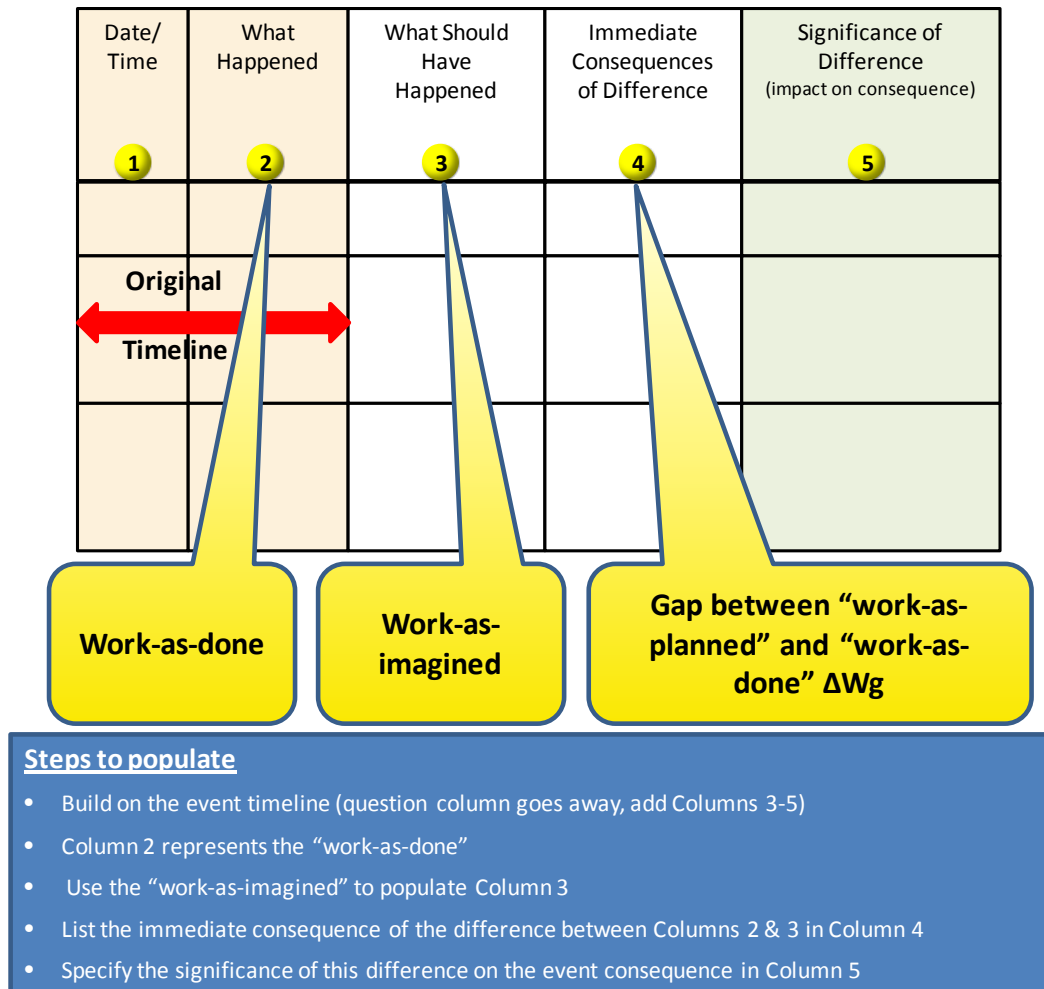 Date/
Time
What
Happened
What Should
Have
Happened
Immediate
Consequences
of Difference
Significance of
Difference
(impact on consequence)
1
2
3
4
5
Original
Timeline
Work-as-done
Work-as-
imagined
Gap between “work-as-
planned” and “work-as-
done” ΔWg
Steps to populate
• Build on the event timeline (question column goes away, add Columns 3-5)
• Column 2 represents the “work-as-done”
• Use the “work-as-imagined” to populate Column 3
• List the immediate consequence of the difference between Columns 2 & 3 in Column 4
• Specify the significance of this difference on the event consequence in Column 5